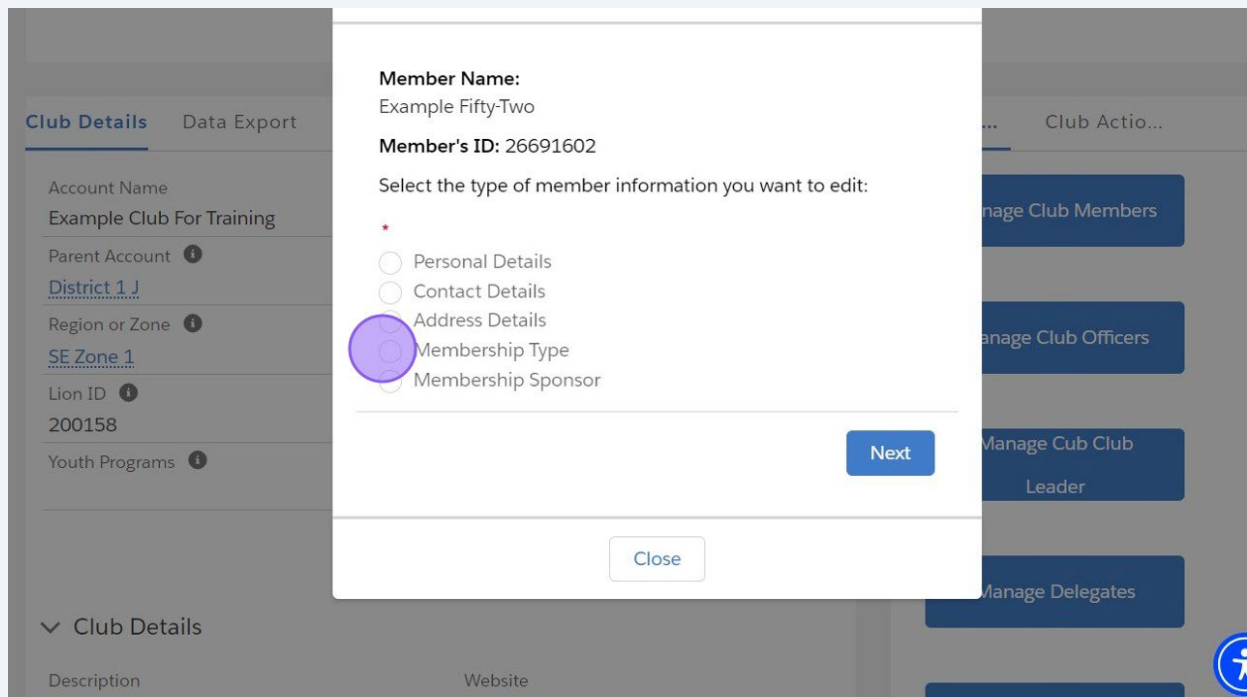 Member Name:
Example Fifty-Two
Member's ID: 26691602
Select the type of member information you want to edit:
*
Personal Details
Contact Details
Address Details
Membership Type
Membership Sponsor
Next
Close
Club Details Data Export
Account Name
Example Club For Training
Parent Account
District 1 J
Region or Zone
SE Zone 1
Lion ID
200158
Youth Programs
Club Details
Description Website
... Club Actio...
nage Club Members
anage Club Officers
Manage Cub Club
Leader
Manage Delegates